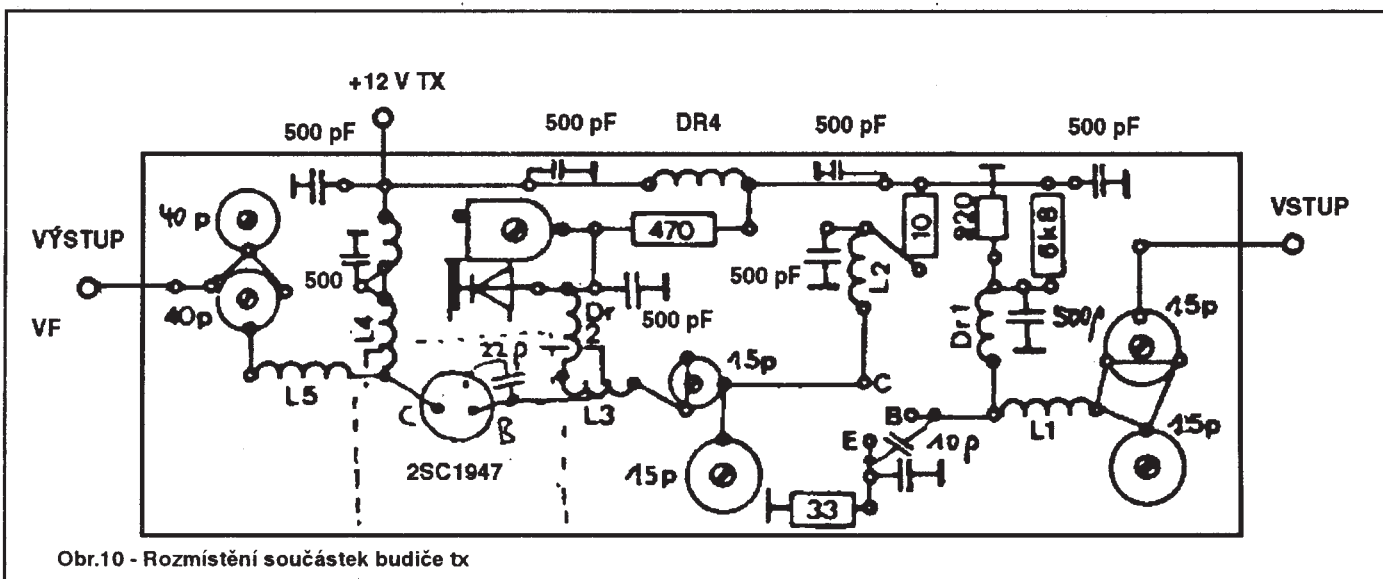 +12 V TX
500 pF
500 pF
DR4
500 pF
500 pF
VSTUP
VÝSTUP
VF
40p
40p
500
470
10
220
6k8
500 pF
L2
500 pF
L4
Dr 2
Dr1
500p
15p
22p
15p
L5
L3
C
C
B
B
E
10p
L1
15p
2SC1947
15p
33
Obr.10 - Rozmístění součástek budiče tx